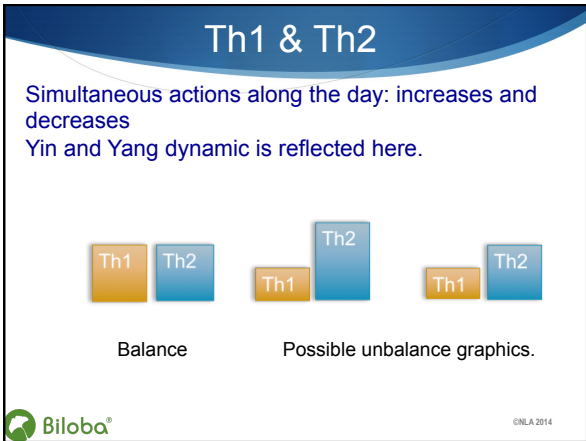 Th1 & Th2
Simultaneous actions along the day: increases and
decreases
Yin and Yang dynamic is reflected here.
Th1 Th2
Th1 Th2
Th1 Th2
Balance
Possible unbalance graphics.
Biloba®
©NLA 2014